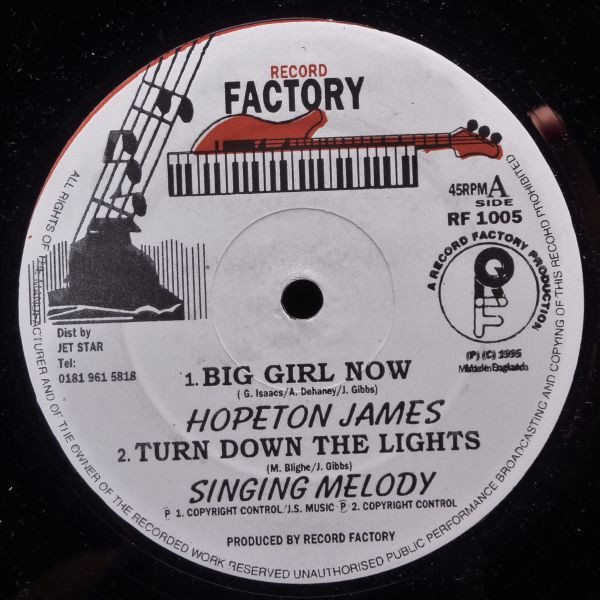 RECORD
FACTORY
45RPM A
SIDE
RF 1005
A RECORD FACTORY PRODUCTION
(P) (C) 1995
Made England
Dist by
JET STAR
Tel:
0181 961 5818
1. BIG GIRL NOW
( G. Isaacs/A. Dehaney/J. Gibbs)
HOPETON JAMES
2. TURN DOWN THE LIGHTS
(M. Blighe/J. Gibbs)
SINGING MELODY
℗ 1. COPYRIGHT CONTROL/J.S. MUSIC ℗ 2. COPYRIGHT CONTROL
PRODUCED BY RECORD FACTORY
ALL RIGHTS OF THE MANUFACTURER AND OF THE OWNER OF THE RECORDED WORK RESERVED UNAUTHORISED PUBLIC PERFORMANCE BROADCASTING AND COPYING OF THIS RECORD PROHIBITED